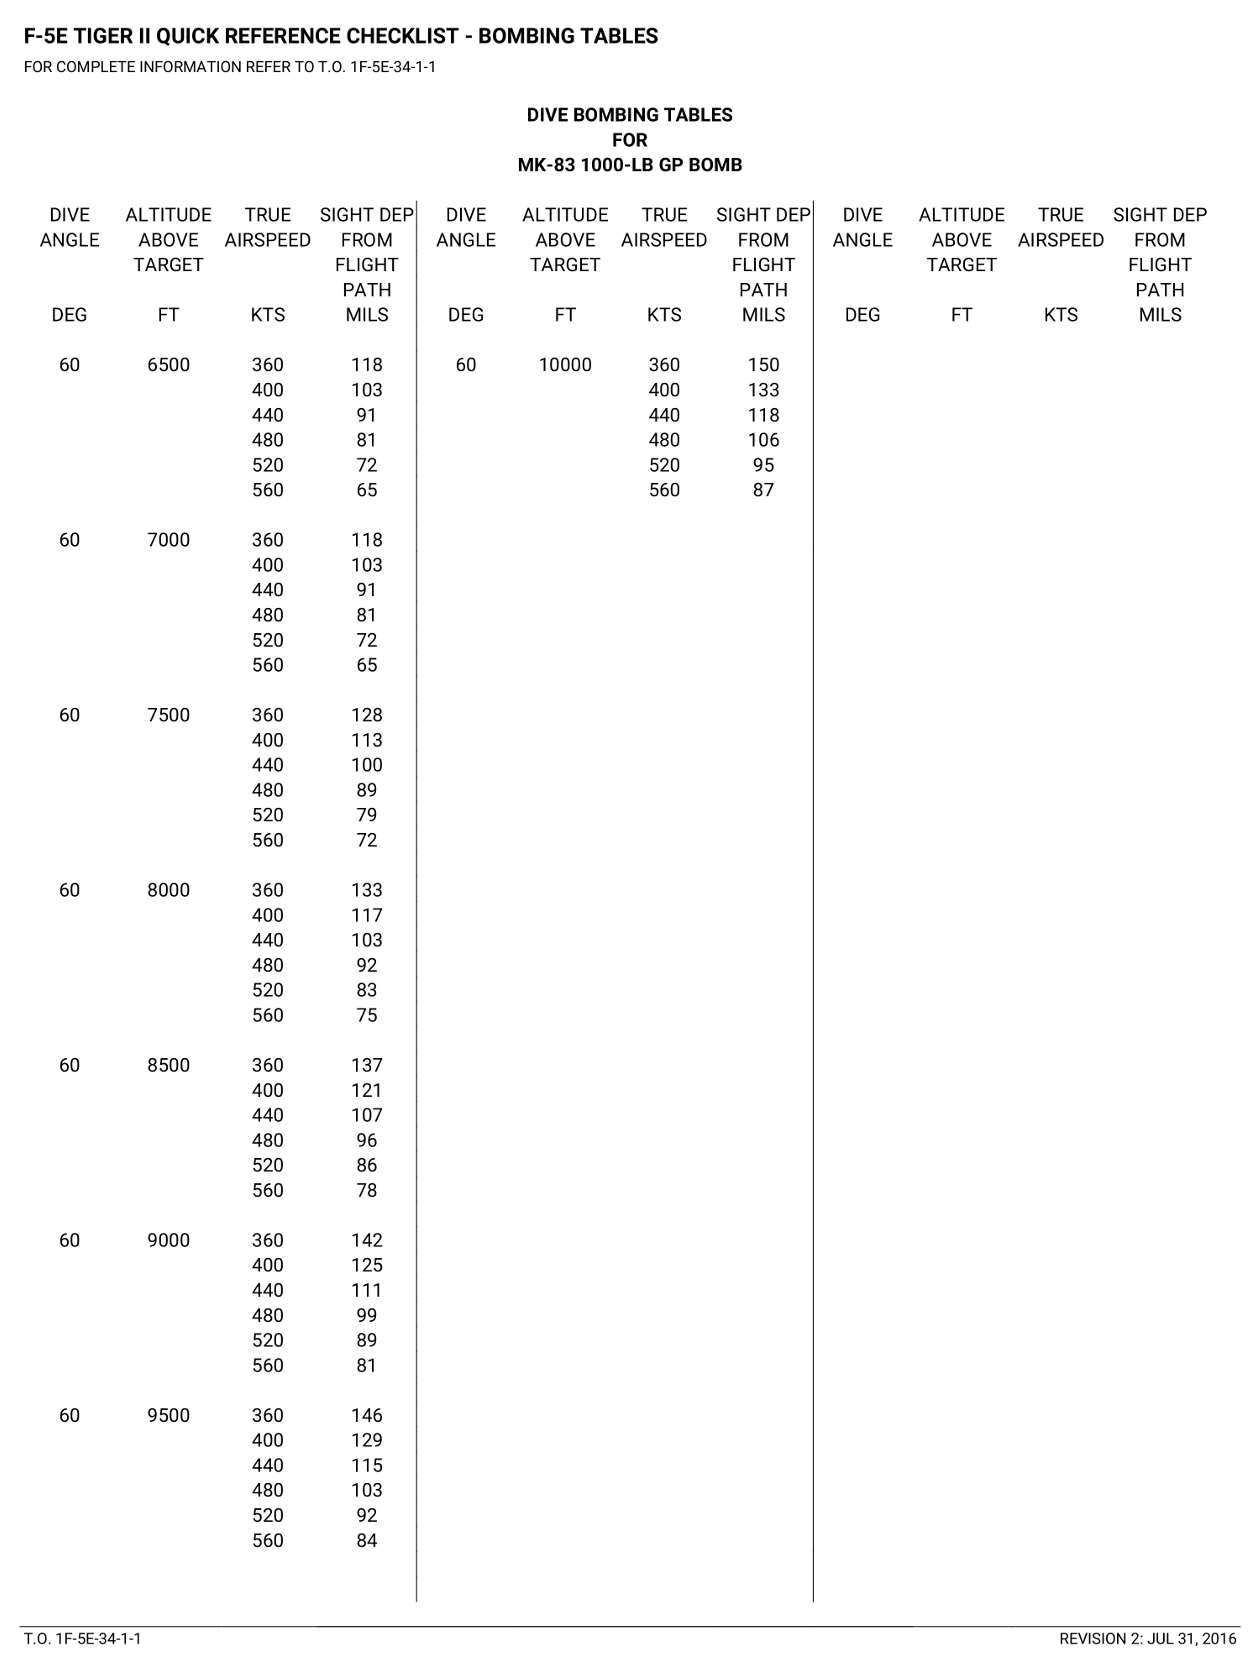 F-5E TIGER II QUICK REFERENCE CHECKLIST - BOMBING TABLES
FOR COMPLETE INFORMATION REFER TO T.O. 1F-5E-34-1-1
DIVE BOMBING TABLES
FOR
MK-83 1000-LB GP BOMB
DIVE ALTITUDE TRUE SIGHT DEP DIVE ALTITUDE TRUE SIGHT DEP DIVE ALTITUDE TRUE SIGHT DEP
ANGLE ABOVE AIRSPEED FROM ANGLE ABOVE AIRSPEED FROM ANGLE ABOVE AIRSPEED FROM
TARGET FLIGHT TARGET FLIGHT TARGET FLIGHT
PATH PATH PATH
DEG FT KTS MILS DEG FT KTS MILS DEG FT KTS MILS
60 6500 360 118 60 10000 360 150
400 103 400 133
440 91 440 118
480 81 480 106
520 72 520 95
560 65 560 87
60 7000 360 118
400 103
440 91
480 81
520 72
560 65
60 7500 360 128
400 113
440 100
480 89
520 79
560 72
60 8000 360 133
400 117
440 103
480 92
520 83
560 75
60 8500 360 137
400 121
440 107
480 96
520 86
560 78
60 9000 360 142
400 125
440 111
480 99
520 89
560 81
60 9500 360 146
400 129
440 115
480 103
520 92
560 84
T.O. 1F-5E-34-1-1 REVISION 2: JUL 31, 2016